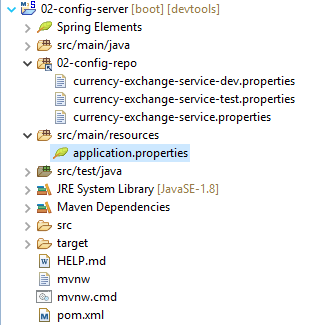 02-config-server [boot] [devtools]
Spring Elements
src/main/java
02-config-repo
currency-exchange-service-dev.properties
currency-exchange-service-test.properties
currency-exchange-service.properties
src/main/resources
application.properties
src/test/java
JRE System Library [JavaSE-1.8]
Maven Dependencies
src
target
HELP.md
mvnw
mvnw.cmd
pom.xml